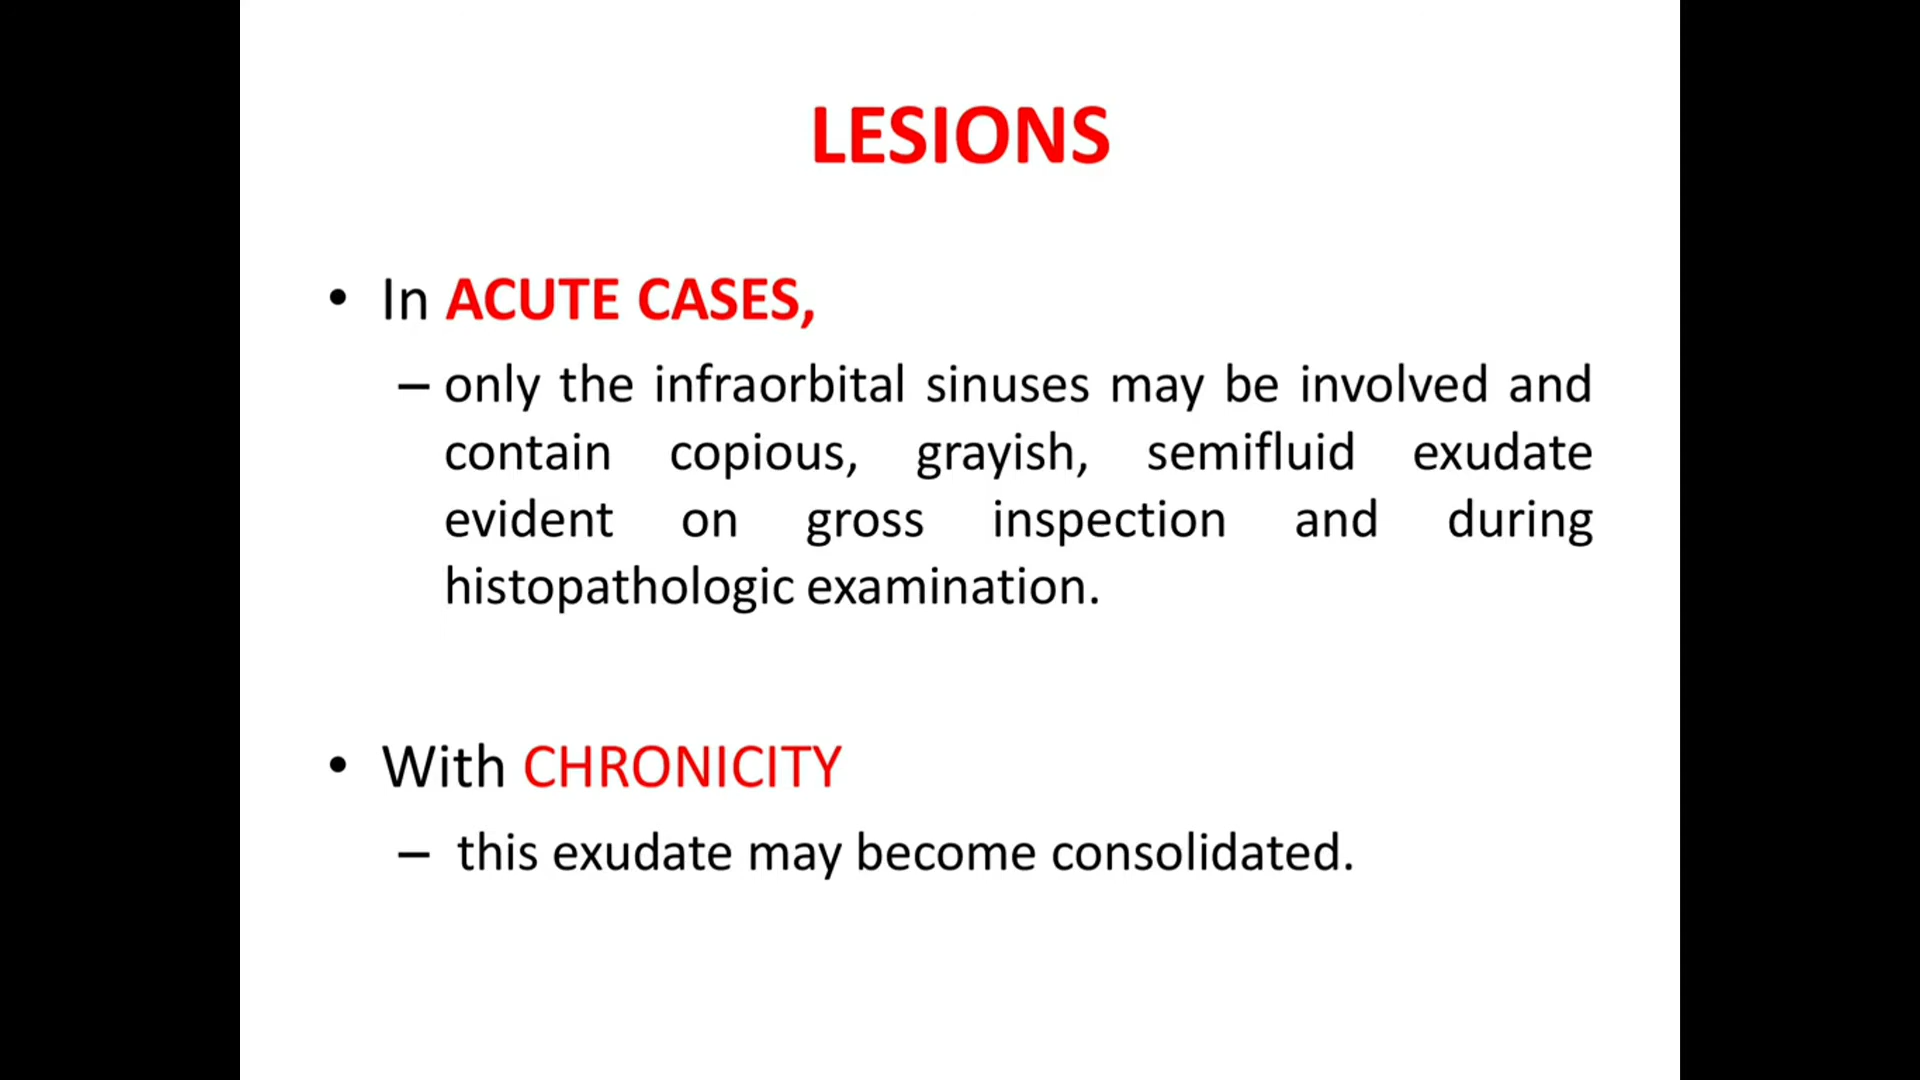 LESIONS
• In ACUTE CASES,
– only the infraorbital sinuses may be involved and
contain copious, grayish, semifluid exudate
evident on gross inspection and during
histopathologic examination.
• With CHRONICITY
– this exudate may become consolidated.